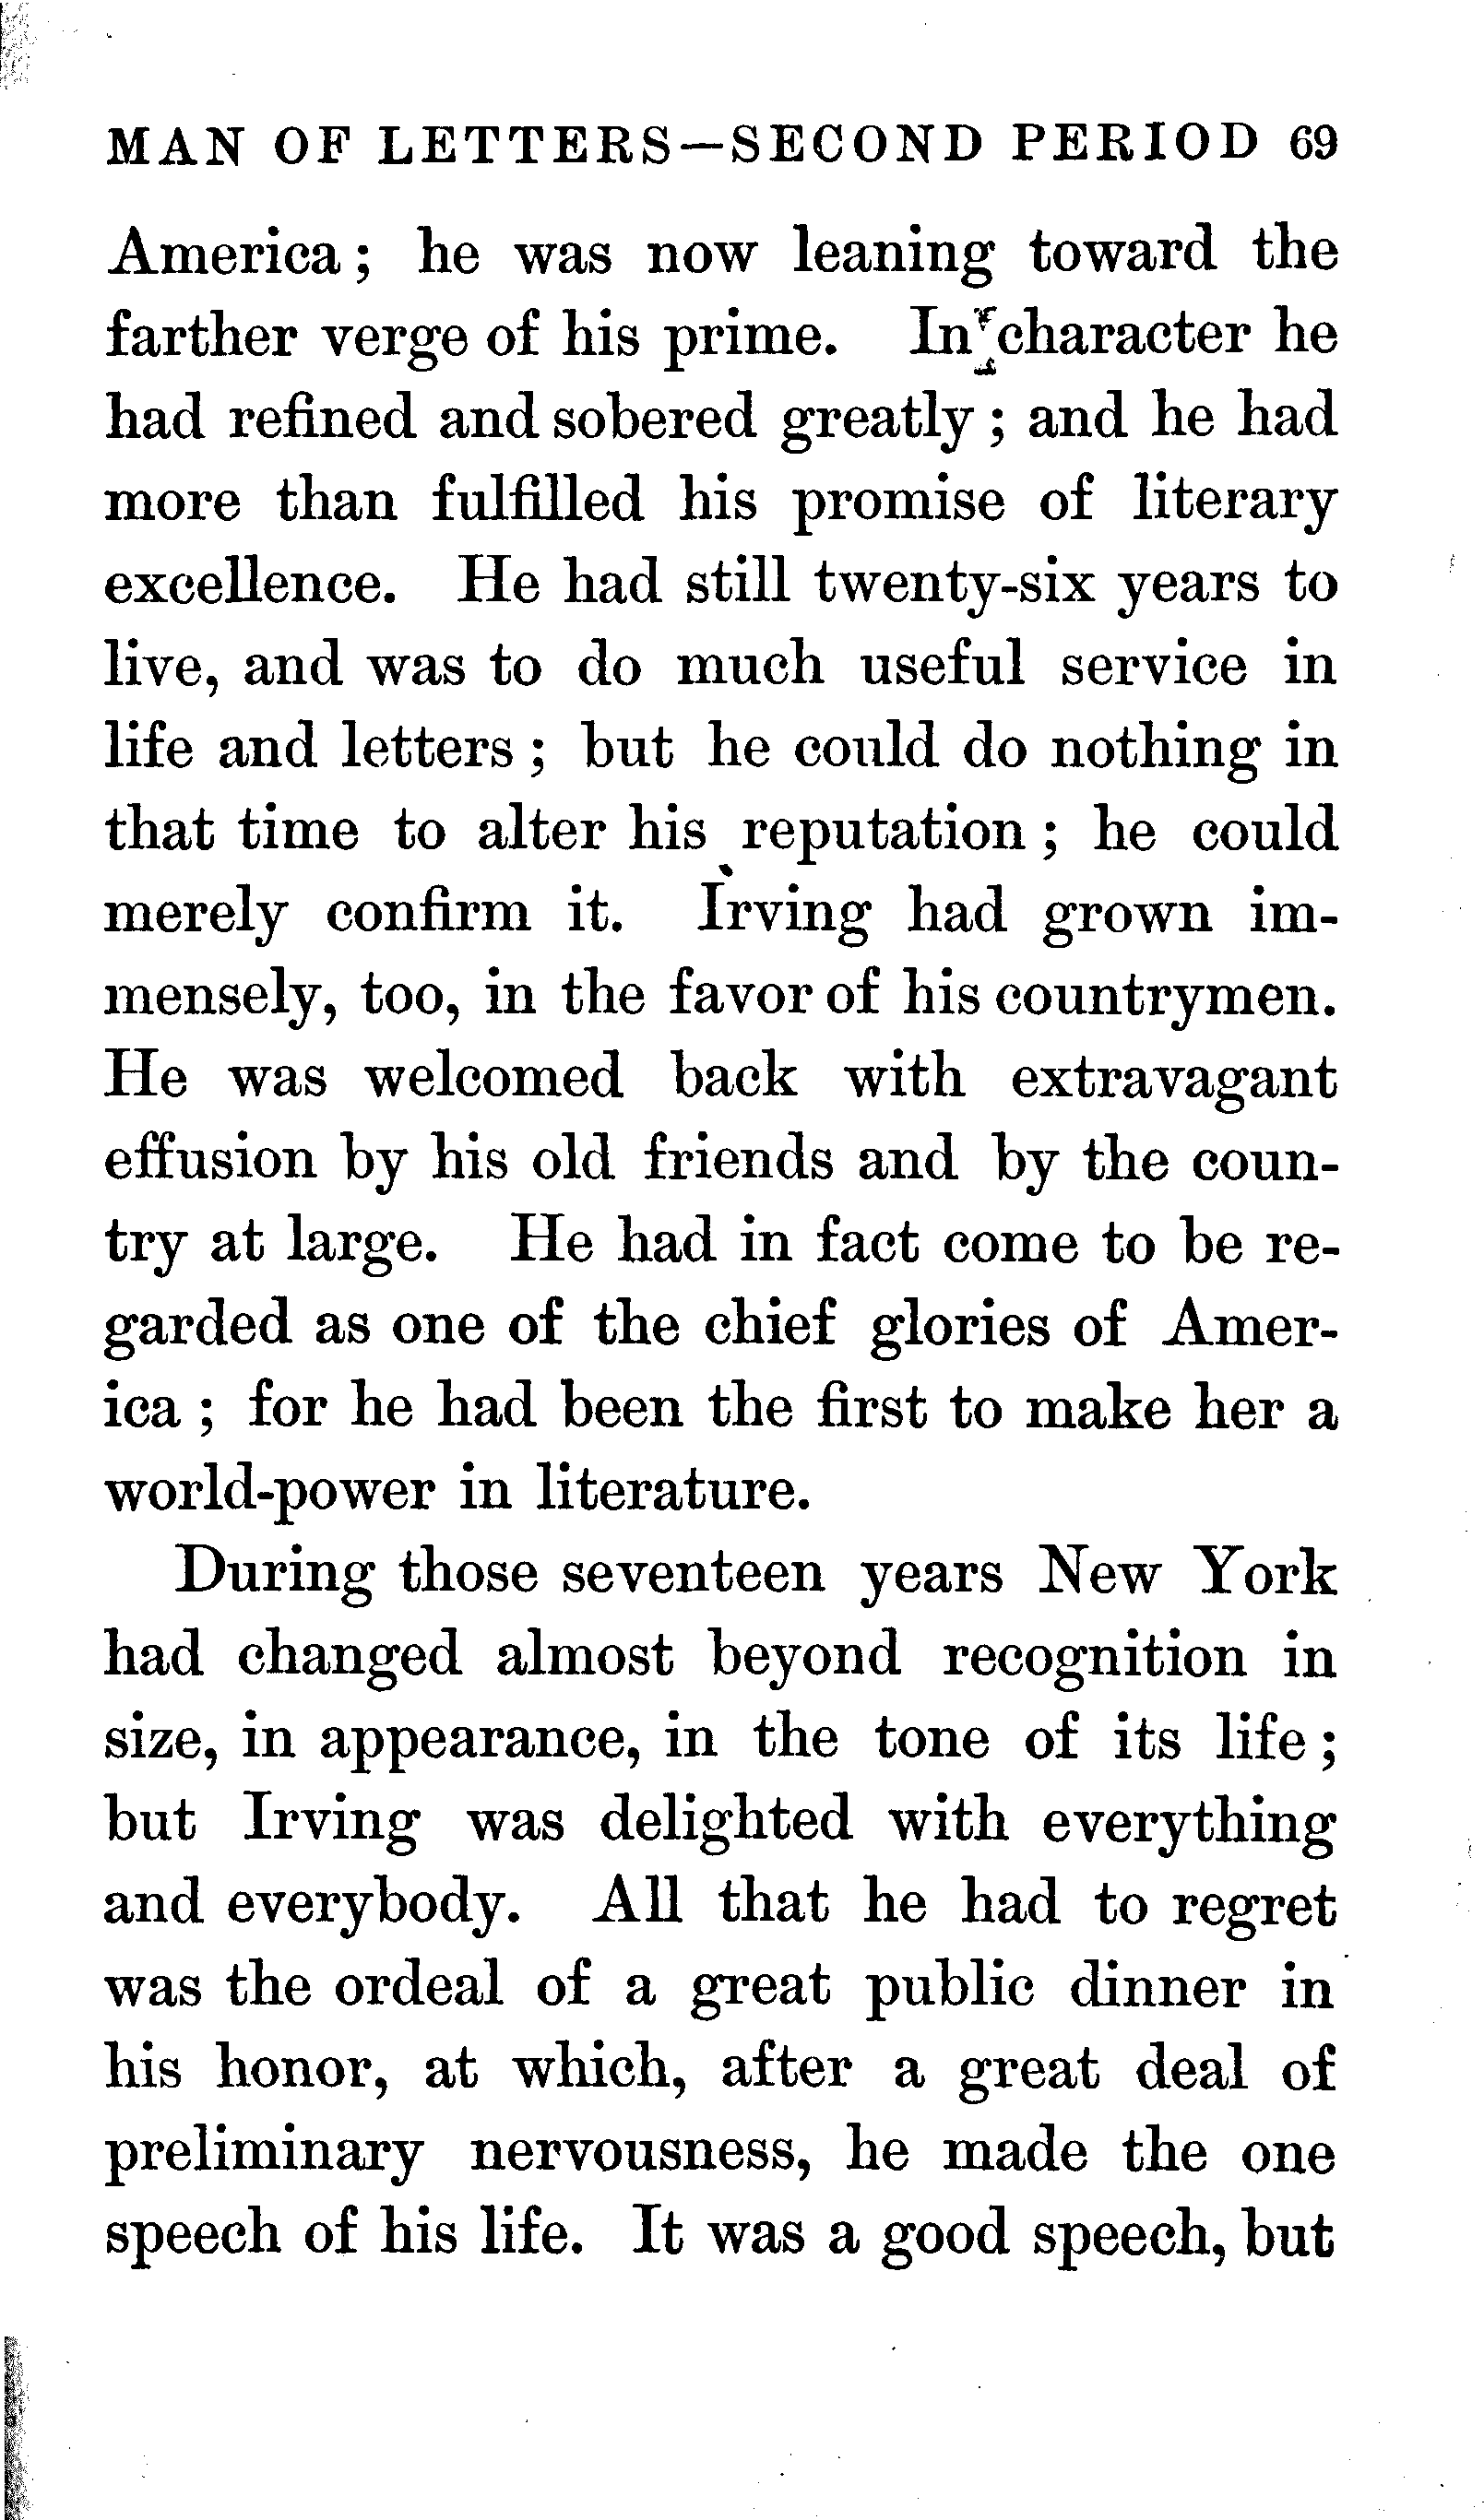 MAN OF LETTERS—SECOND PERIOD 69
America; he was now leaning toward the
farther verge of his prime. In character he
had refined and sobered greatly; and he had
more than fulfilled his promise of literary
excellence. He had still twenty-six years to
live, and was to do much useful service in
life and letters; but he could do nothing in
that time to alter his reputation; he could
merely confirm it. Irving had grown im-
mensely, too, in the favor of his countrymen.
He was welcomed back with extravagant
effusion by his old friends and by the coun-
try at large. He had in fact come to be re-
garded as one of the chief glories of Amer-
ica; for he had been the first to make her a
world-power in literature.
During those seventeen years New York
had changed almost beyond recognition in
size, in appearance, in the tone of its life;
but Irving was delighted with everything
and everybody. All that he had to regret
was the ordeal of a great public dinner in
his honor, at which, after a great deal of
preliminary nervousness, he made the one
speech of his life. It was a good speech, but